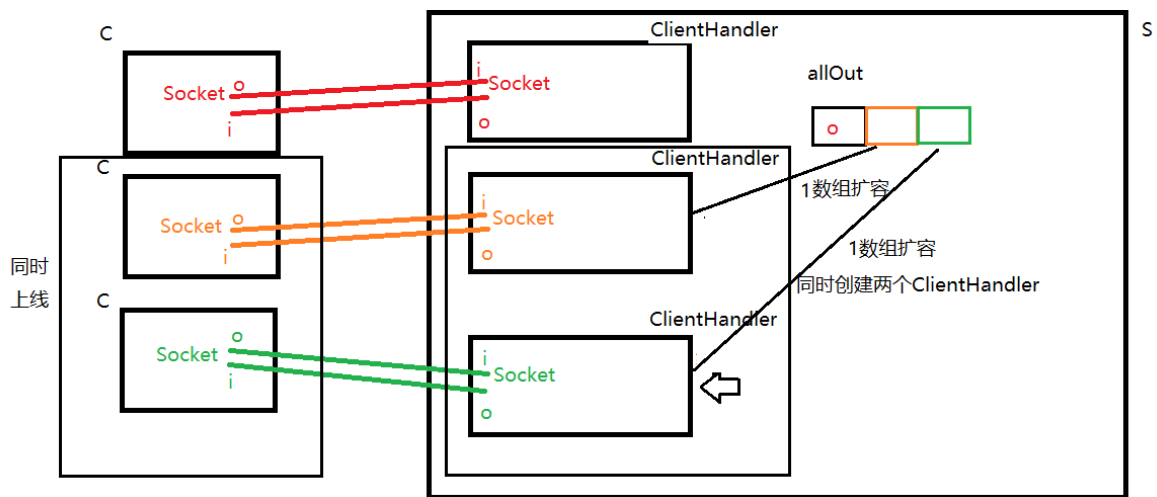 C
ClientHandler
S
Socket
o
i
i
Socket
o
allOut
o
C
ClientHandler
Socket
o
i
i
Socket
o
1数组扩容
同时
上线
1数组扩容
同时创建两个ClientHandler
C
ClientHandler
Socket
o
i
i
Socket
o